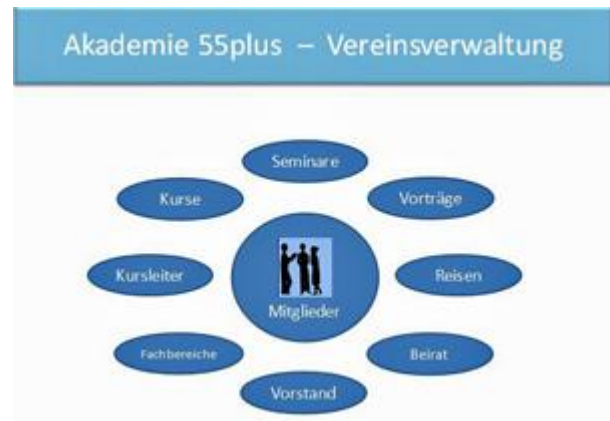 Akademie 55plus – Vereinsverwaltung
Seminare
Kurse
Vorträge
Kursleiter
Reisen
Mitglieder
Fachbereiche
Beirat
Vorstand